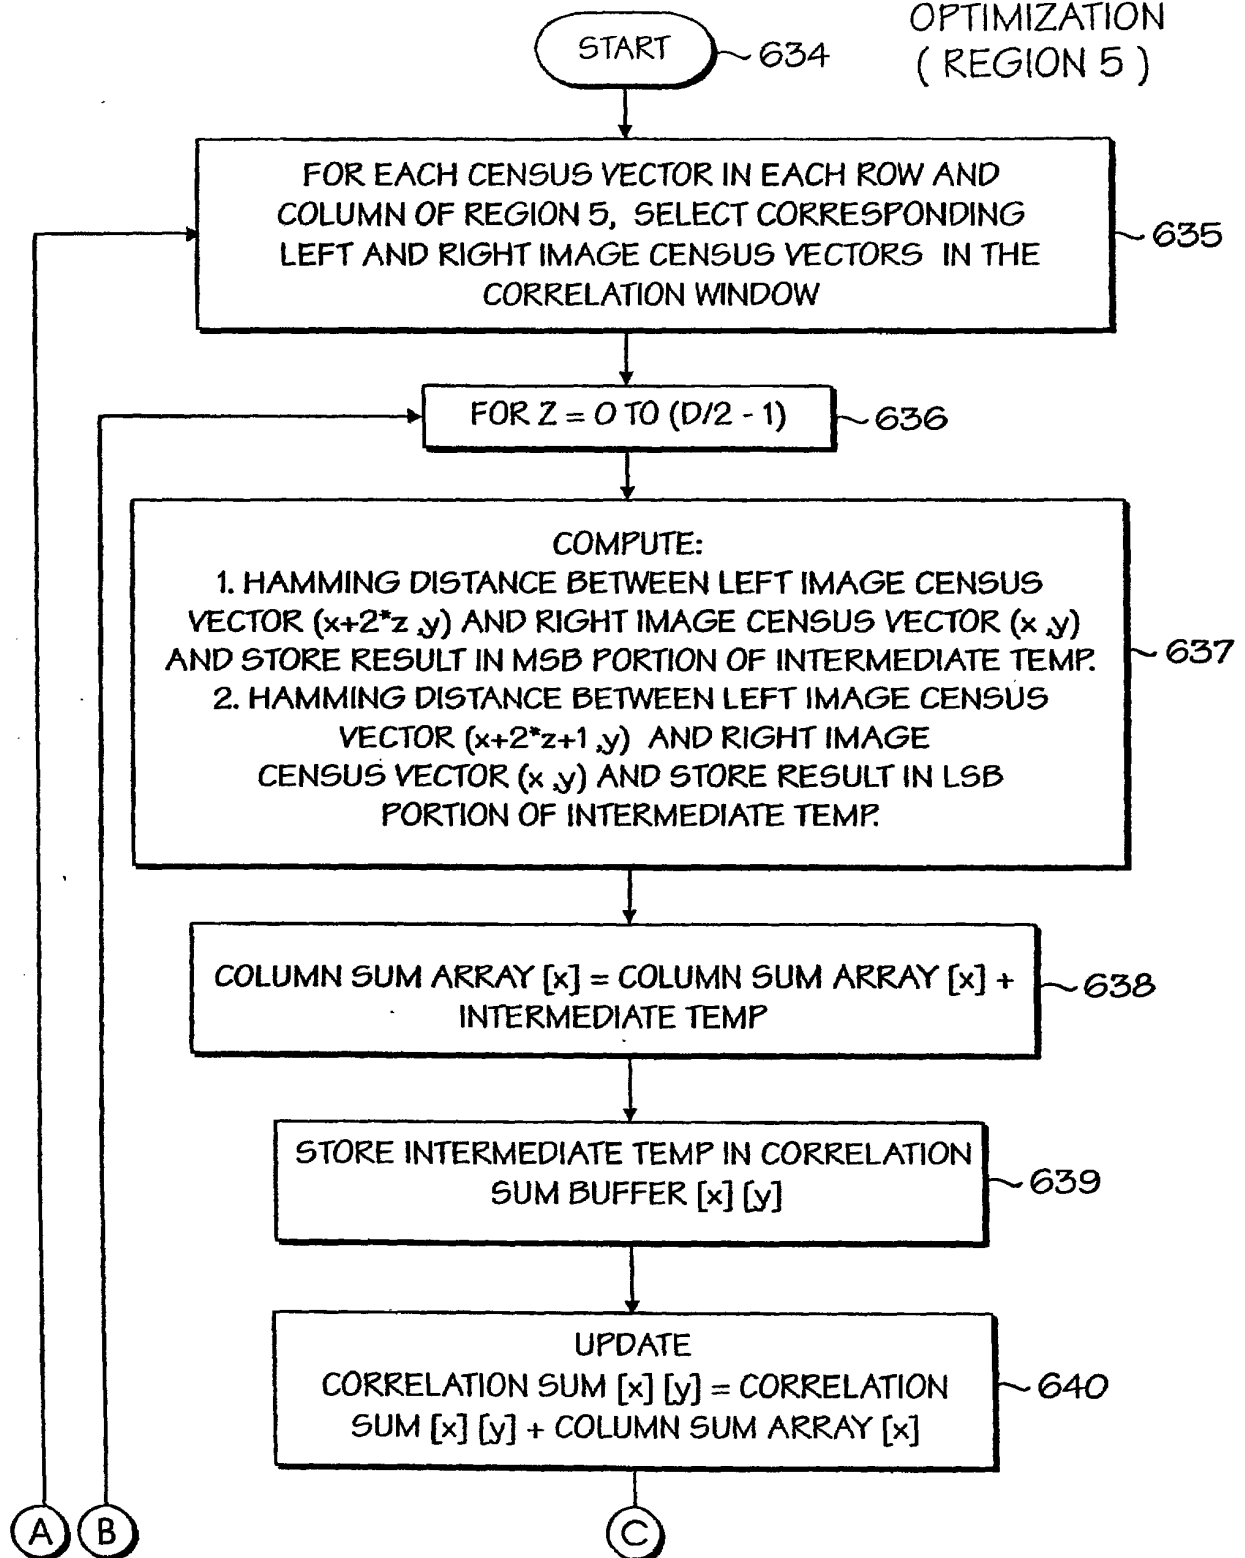 OPTIMIZATION
( REGION 5 )
START
634
FOR EACH CENSUS VECTOR IN EACH ROW AND
COLUMN OF REGION 5, SELECT CORRESPONDING
LEFT AND RIGHT IMAGE CENSUS VECTORS IN THE
CORRELATION WINDOW
635
FOR Z = 0 TO (D/2 - 1)
636
COMPUTE:
1. HAMMING DISTANCE BETWEEN LEFT IMAGE CENSUS
VECTOR (x+2*z ,y) AND RIGHT IMAGE CENSUS VECTOR (x ,y)
AND STORE RESULT IN MSB PORTION OF INTERMEDIATE TEMP.
2. HAMMING DISTANCE BETWEEN LEFT IMAGE CENSUS
VECTOR (x+2*z+1 ,y) AND RIGHT IMAGE
CENSUS VECTOR (x ,y) AND STORE RESULT IN LSB
PORTION OF INTERMEDIATE TEMP.
637
COLUMN SUM ARRAY [x] = COLUMN SUM ARRAY [x] +
INTERMEDIATE TEMP
638
STORE INTERMEDIATE TEMP IN CORRELATION
SUM BUFFER [x] [y]
639
UPDATE
CORRELATION SUM [x] [y] = CORRELATION
SUM [x] [y] + COLUMN SUM ARRAY [x]
640
A
B
C